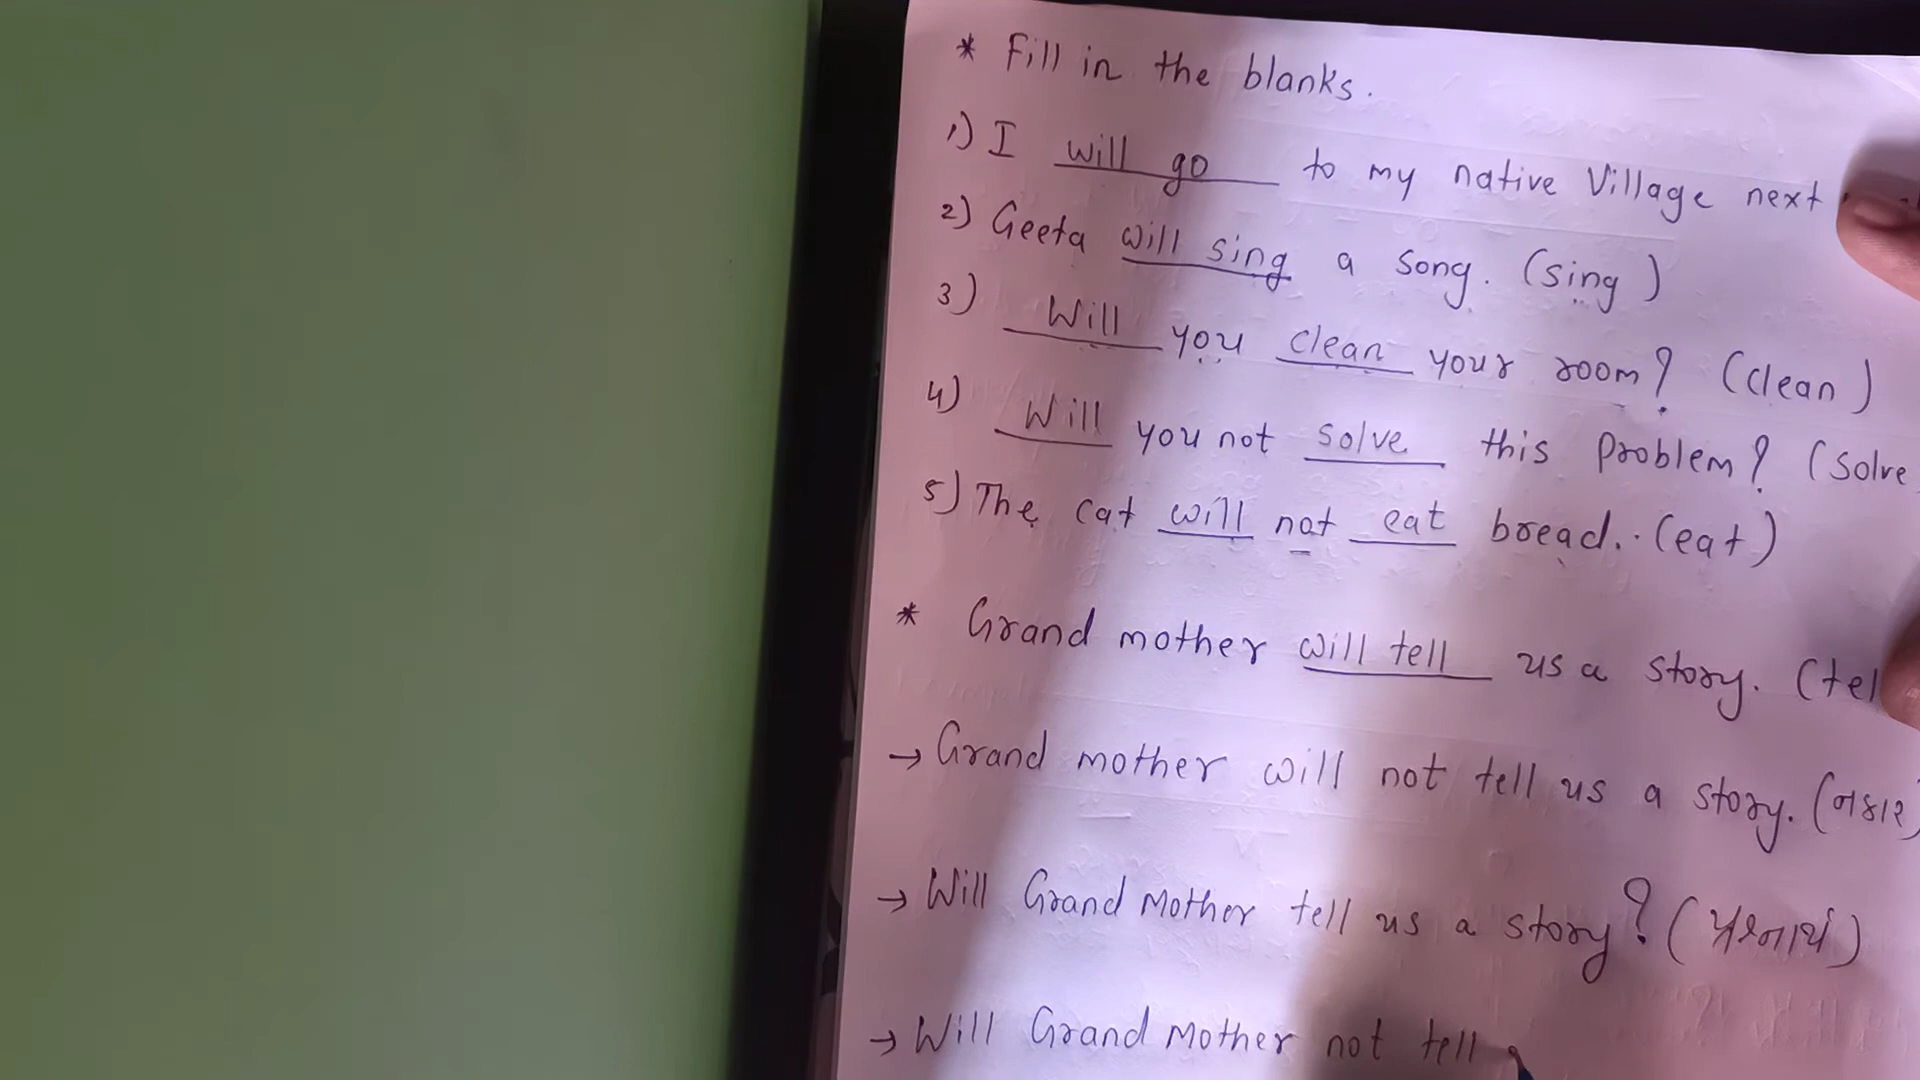 * Fill in the blanks.
1) I will go to my native Village next
2) Geeta will sing a song. (sing)
3) Will you clean your room? (clean)
4) Will you not solve this problem? (solve
5) The cat will not eat bread. (eat)
* Grand mother will tell us a story. (tel
→ Grand mother will not tell us a story. (નકાર)
→ Will Grand Mother tell us a story? (પ્રશ્નાર્થ)
→ Will Grand Mother not tell